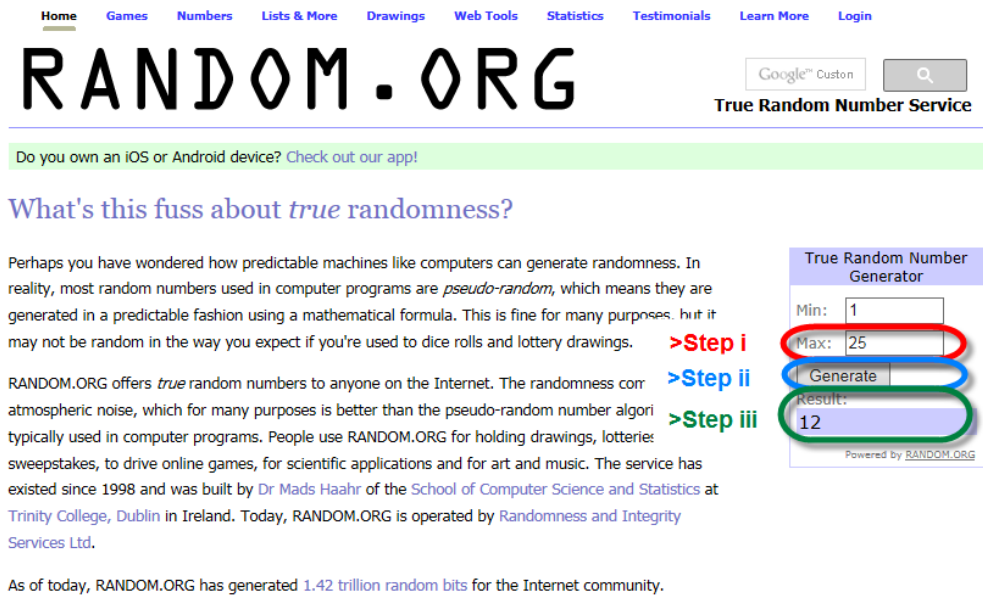 Home Games Numbers Lists & More Drawings Web Tools Statistics Testimonials Learn More Login
RANDOM.ORG
Google™ Custon
True Random Number Service
Do you own an iOS or Android device? Check out our app!
What's this fuss about true randomness?
Perhaps you have wondered how predictable machines like computers can generate randomness. In
reality, most random numbers used in computer programs are pseudo-random, which means they are
generated in a predictable fashion using a mathematical formula. This is fine for many purposes, but it
may not be random in the way you expect if you're used to dice rolls and lottery drawings.
RANDOM.ORG offers true random numbers to anyone on the Internet. The randomness com
atmospheric noise, which for many purposes is better than the pseudo-random number algori
typically used in computer programs. People use RANDOM.ORG for holding drawings, lotteries
sweepstakes, to drive online games, for scientific applications and for art and music. The service has
existed since 1998 and was built by Dr Mads Haahr of the School of Computer Science and Statistics at
Trinity College, Dublin in Ireland. Today, RANDOM.ORG is operated by Randomness and Integrity
Services Ltd.
As of today, RANDOM.ORG has generated 1.42 trillion random bits for the Internet community.
True Random Number
Generator
Min: 1
>Step i Max: 25
>Step ii Generate
Result:
>Step iii 12
Powered by RANDOM.ORG